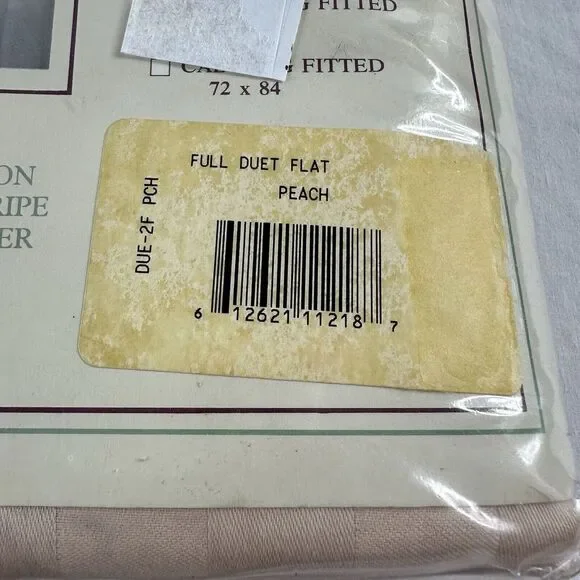 FITTED
FITTED
72 x 84
ON
RIPE
ER
FULL DUET FLAT
PEACH
DUE-2F PCH
6 12621 11218 7